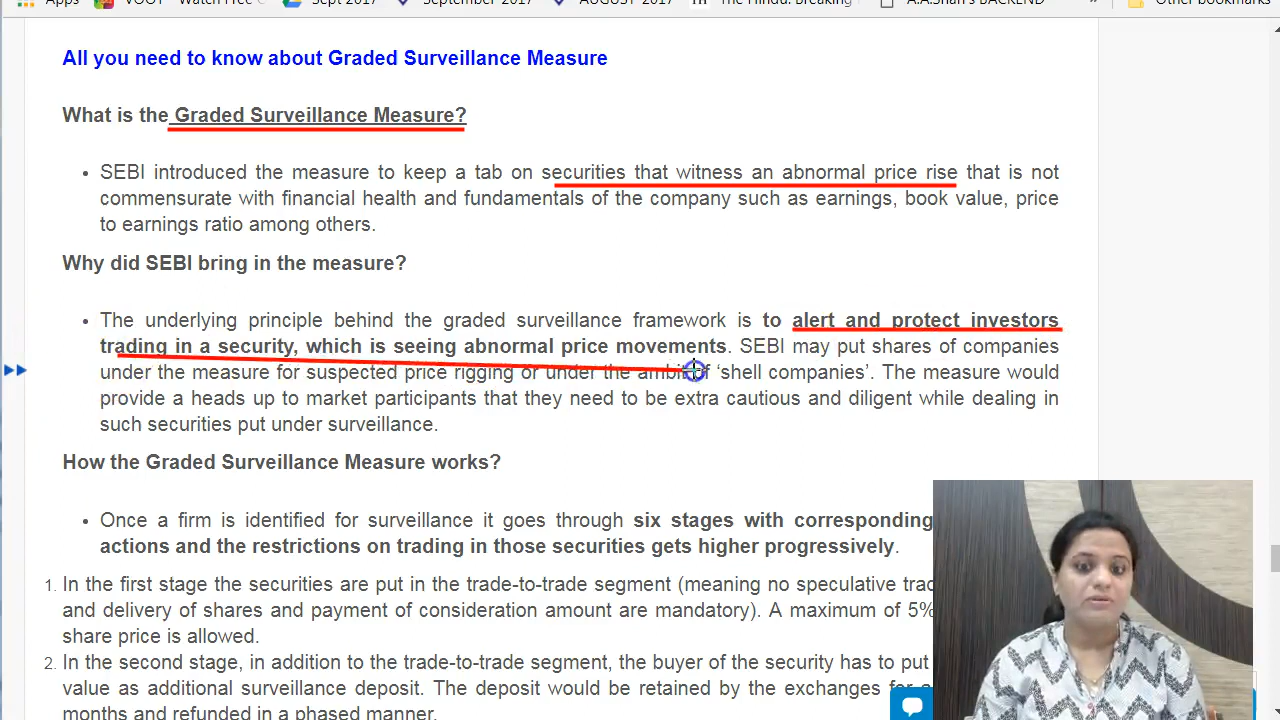 Apps VOOT Watch Free Sept 2017 September 2017 AUGUST 2017 The Hindu: Breaking A.A.Shah's BACKEND » Other bookmarks
All you need to know about Graded Surveillance Measure
What is the Graded Surveillance Measure?
• SEBI introduced the measure to keep a tab on securities that witness an abnormal price rise that is not
commensurate with financial health and fundamentals of the company such as earnings, book value, price
to earnings ratio among others.
Why did SEBI bring in the measure?
• The underlying principle behind the graded surveillance framework is to alert and protect investors
trading in a security, which is seeing abnormal price movements. SEBI may put shares of companies
under the measure for suspected price rigging or under the ambit of ‘shell companies’. The measure would
provide a heads up to market participants that they need to be extra cautious and diligent while dealing in
such securities put under surveillance.
How the Graded Surveillance Measure works?
• Once a firm is identified for surveillance it goes through six stages with corresponding
actions and the restrictions on trading in those securities gets higher progressively.
1. In the first stage the securities are put in the trade-to-trade segment (meaning no speculative
and delivery of shares and payment of consideration amount are mandatory). A maximum of 5%
share price is allowed.
2. In the second stage, in addition to the trade-to-trade segment, the buyer of the security has to put
value as additional surveillance deposit. The deposit would be retained by the exchanges for
months and refunded in a phased manner.